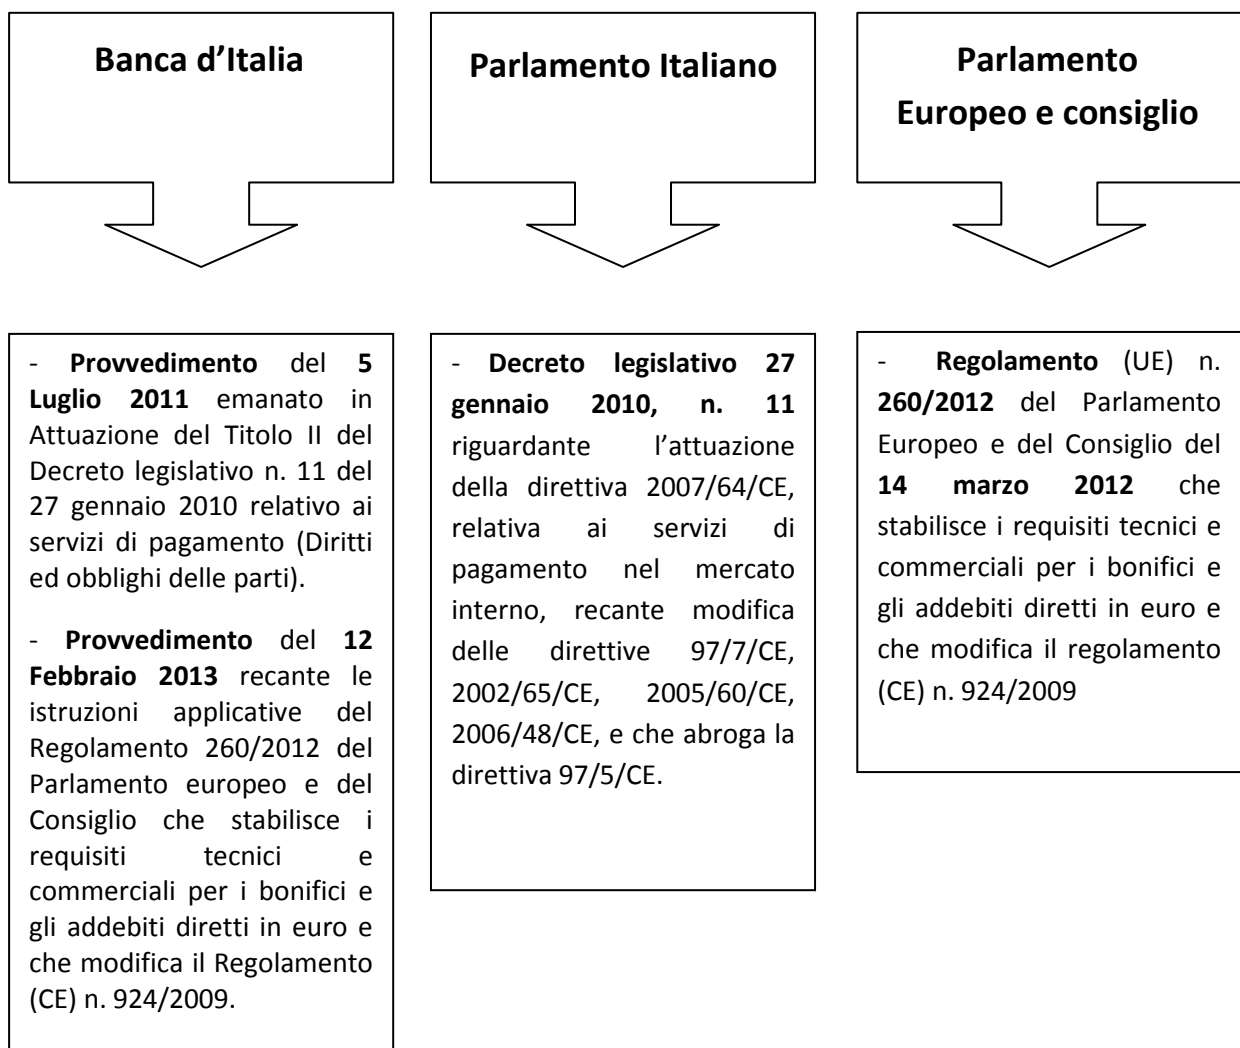 Banca d’Italia
- Provvedimento del 5
Luglio 2011 emanato in
Attuazione del Titolo II del
Decreto legislativo n. 11 del
27 gennaio 2010 relativo ai
servizi di pagamento (Diritti
ed obblighi delle parti).
- Provvedimento del 12
Febbraio 2013 recante le
istruzioni applicative del
Regolamento 260/2012 del
Parlamento europeo e del
Consiglio che stabilisce i
requisiti tecnici e
commerciali per i bonifici e
gli addebiti diretti in euro e
che modifica il Regolamento
(CE) n. 924/2009.
Parlamento Italiano
- Decreto legislativo 27
gennaio 2010, n. 11
riguardante l’attuazione
della direttiva 2007/64/CE,
relativa ai servizi di
pagamento nel mercato
interno, recante modifica
delle direttive 97/7/CE,
2002/65/CE, 2005/60/CE,
2006/48/CE, e che abroga la
direttiva 97/5/CE.
Parlamento
Europeo e consiglio
- Regolamento (UE) n.
260/2012 del Parlamento
Europeo e del Consiglio del
14 marzo 2012 che
stabilisce i requisiti tecnici e
commerciali per i bonifici e
gli addebiti diretti in euro e
che modifica il regolamento
(CE) n. 924/2009